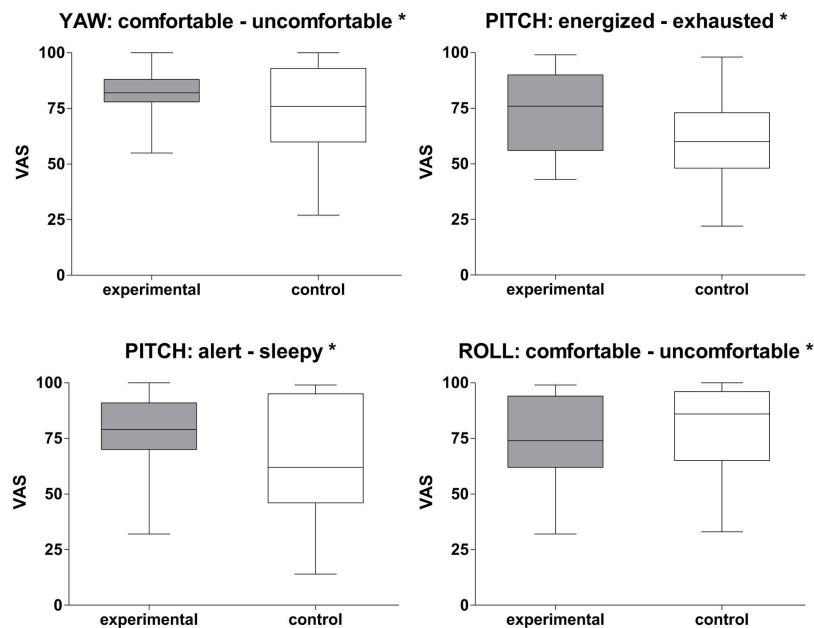 YAW: comfortable - uncomfortable *
100
75
50
25
0
VAS
experimental
control
PITCH: energized - exhausted *
100
75
50
25
0
VAS
experimental
control
PITCH: alert - sleepy *
100
75
50
25
0
VAS
experimental
control
ROLL: comfortable - uncomfortable *
100
75
50
25
0
VAS
experimental
control